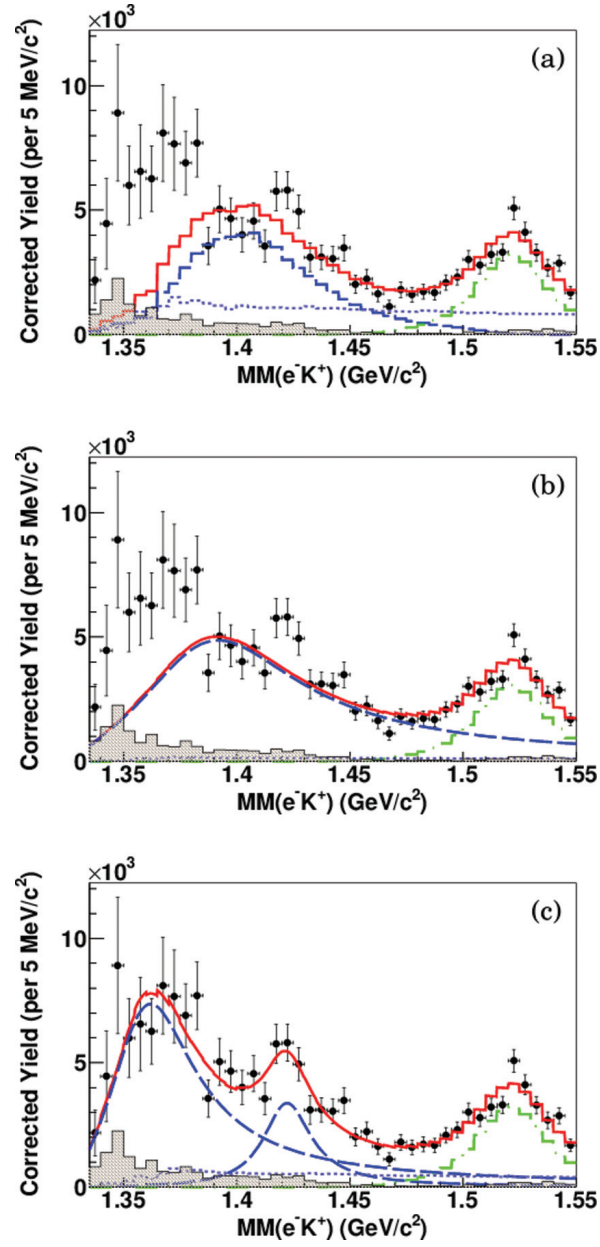 ×10³
(a)
10
5
0
Corrected Yield (per 5 MeV/c²)
1.35 1.4 1.45 1.5 1.55
MM(e⁻K⁺) (GeV/c²)
×10³
(b)
10
5
0
Corrected Yield (per 5 MeV/c²)
1.35 1.4 1.45 1.5 1.55
MM(e⁻K⁺) (GeV/c²)
×10³
(c)
10
5
0
Corrected Yield (per 5 MeV/c²)
1.35 1.4 1.45 1.5 1.55
MM(e⁻K⁺) (GeV/c²)